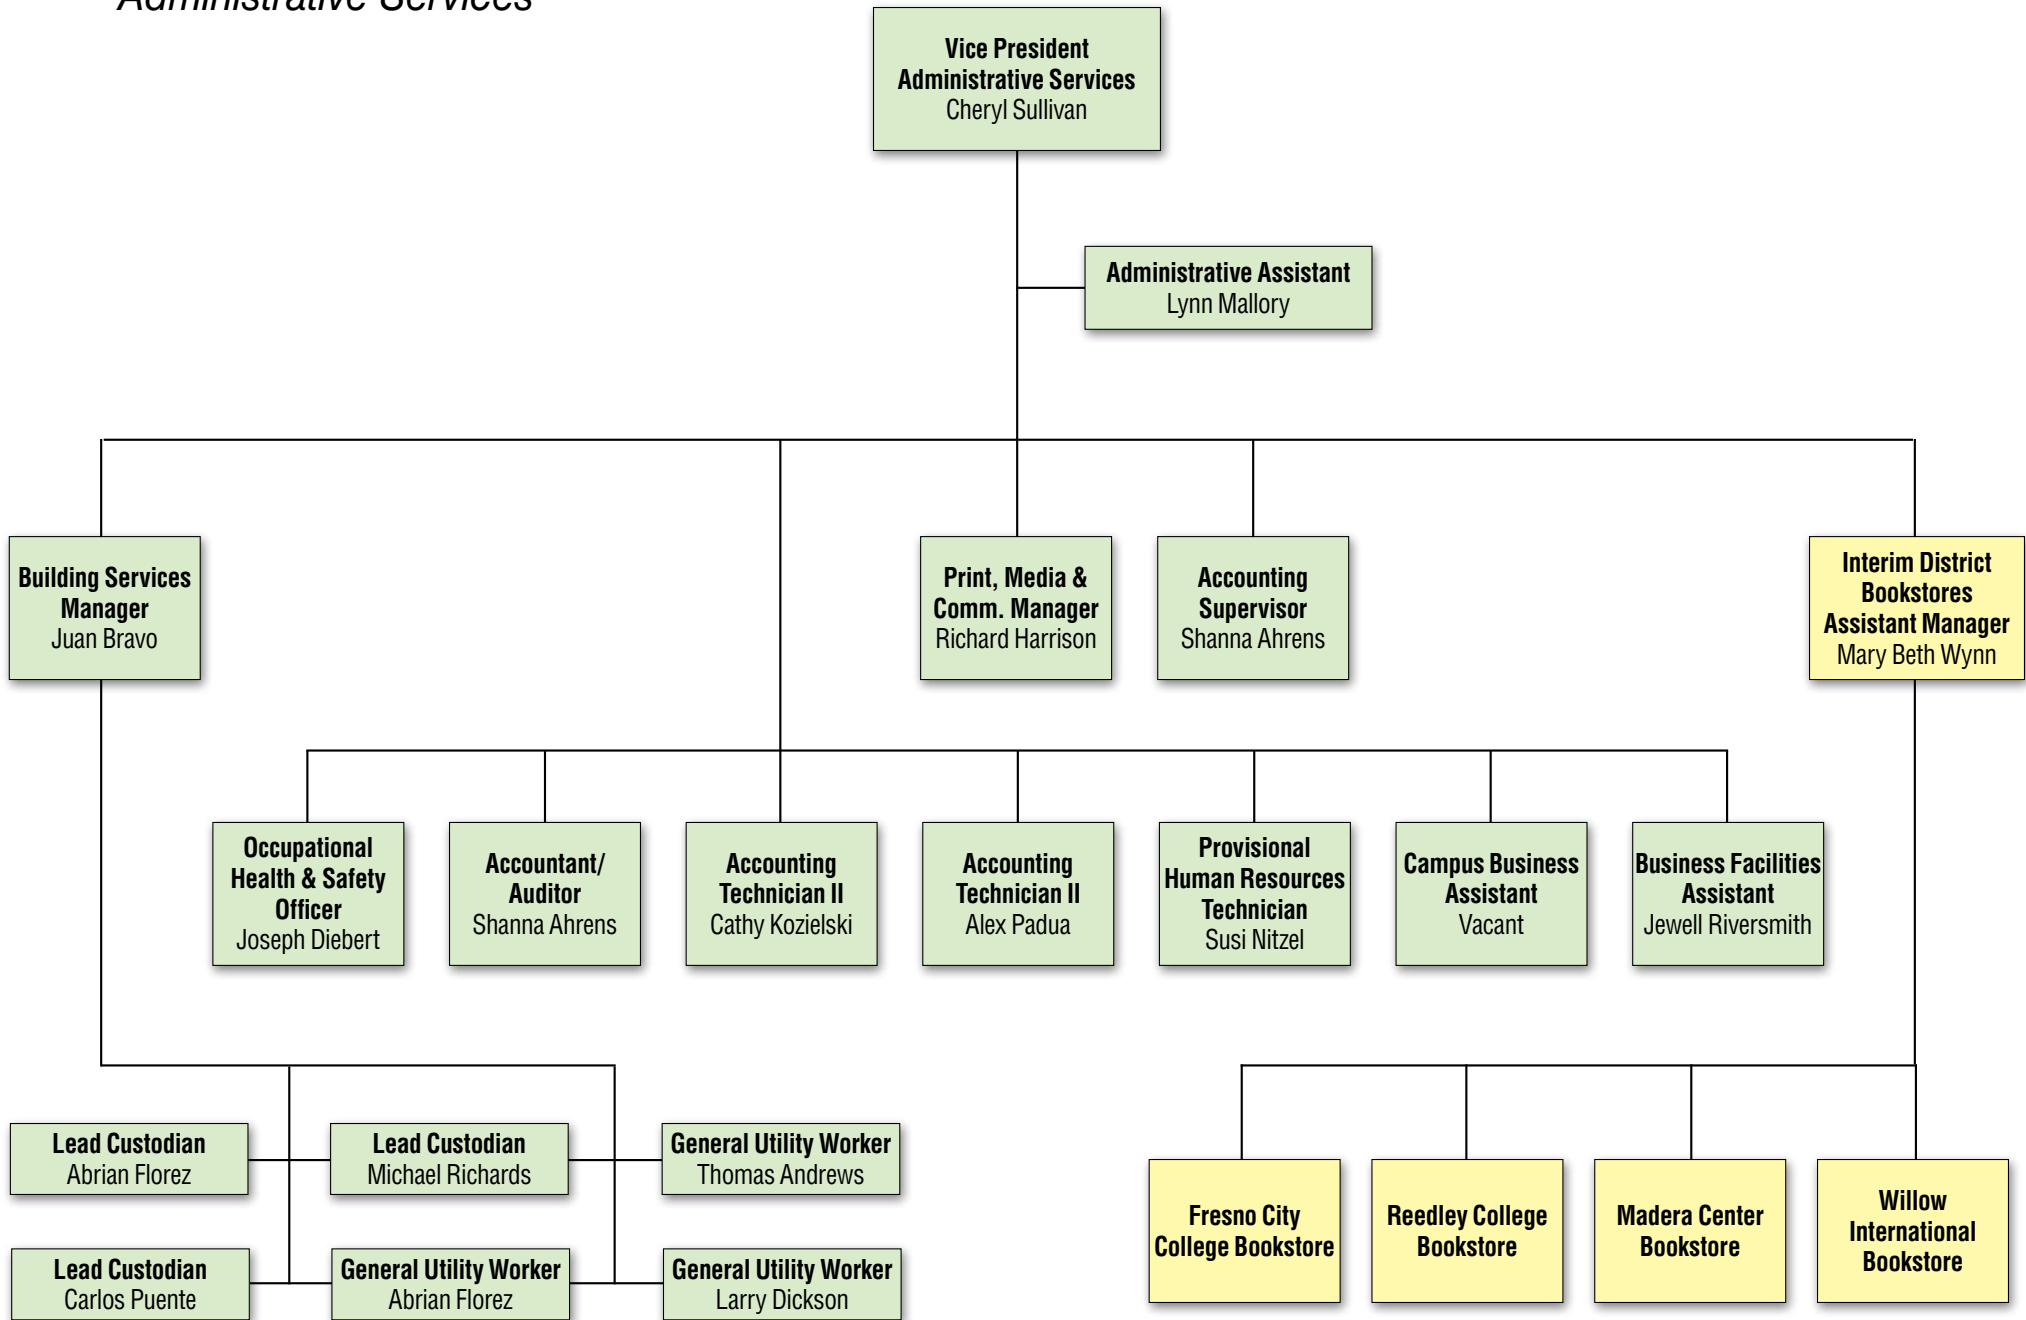 Administrative Services
Vice President
Administrative Services
Cheryl Sullivan
Administrative Assistant
Lynn Mallory
Building Services
Manager
Juan Bravo
Print, Media &
Comm. Manager
Richard Harrison
Accounting
Supervisor
Shanna Ahrens
Interim District
Bookstores
Assistant Manager
Mary Beth Wynn
Occupational
Health & Safety
Officer
Joseph Diebert
Accountant/
Auditor
Shanna Ahrens
Accounting
Technician II
Cathy Kozielski
Accounting
Technician II
Alex Padua
Provisional
Human Resources
Technician
Susi Nitzel
Campus Business
Assistant
Vacant
Business Facilities
Assistant
Jewell Riversmith
Lead Custodian
Abrian Florez
Lead Custodian
Michael Richards
General Utility Worker
Thomas Andrews
Lead Custodian
Carlos Puente
General Utility Worker
Abrian Florez
General Utility Worker
Larry Dickson
Fresno City
College Bookstore
Reedley College
Bookstore
Madera Center
Bookstore
Willow
International
Bookstore